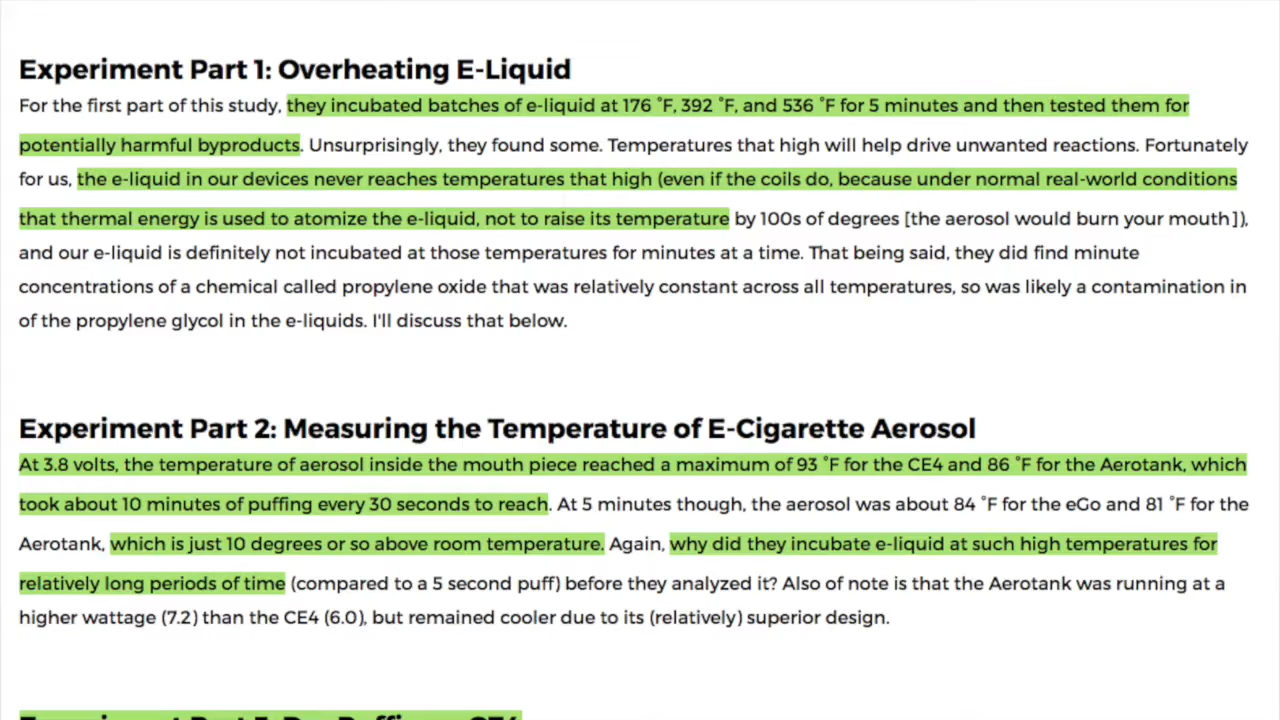 Experiment Part 1: Overheating E-Liquid
For the first part of this study, they incubated batches of e-liquid at 176 ˚F, 392 ˚F, and 536 ˚F for 5 minutes and then tested them for
potentially harmful byproducts. Unsurprisingly, they found some. Temperatures that high will help drive unwanted reactions. Fortunately
for us, the e-liquid in our devices never reaches temperatures that high (even if the coils do, because under normal real-world conditions
that thermal energy is used to atomize the e-liquid, not to raise its temperature by 100s of degrees [the aerosol would burn your mouth]),
and our e-liquid is definitely not incubated at those temperatures for minutes at a time. That being said, they did find minute
concentrations of a chemical called propylene oxide that was relatively constant across all temperatures, so was likely a contamination in
of the propylene glycol in the e-liquids. I'll discuss that below.
Experiment Part 2: Measuring the Temperature of E-Cigarette Aerosol
At 3.8 volts, the temperature of aerosol inside the mouth piece reached a maximum of 93 ˚F for the CE4 and 86 ˚F for the Aerotank, which
took about 10 minutes of puffing every 30 seconds to reach. At 5 minutes though, the aerosol was about 84 ˚F for the eGo and 81 ˚F for the
Aerotank, which is just 10 degrees or so above room temperature. Again, why did they incubate e-liquid at such high temperatures for
relatively long periods of time (compared to a 5 second puff) before they analyzed it? Also of note is that the Aerotank was running at a
higher wattage (7.2) than the CE4 (6.0), but remained cooler due to its (relatively) superior design.